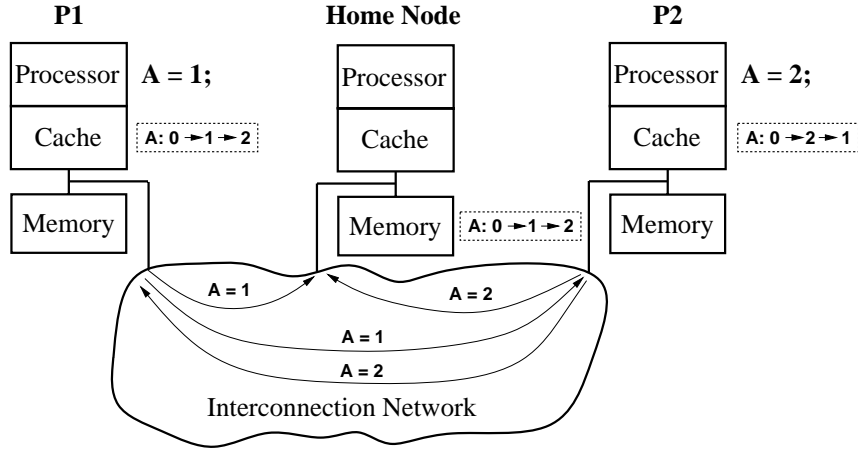 P1 Home Node P2
Processor A = 1; Processor Processor A = 2;
Cache A: 0 → 1 → 2 Cache Cache A: 0 → 2 → 1
Memory Memory A: 0 → 1 → 2 Memory
A = 1 A = 2
A = 1
A = 2
Interconnection Network